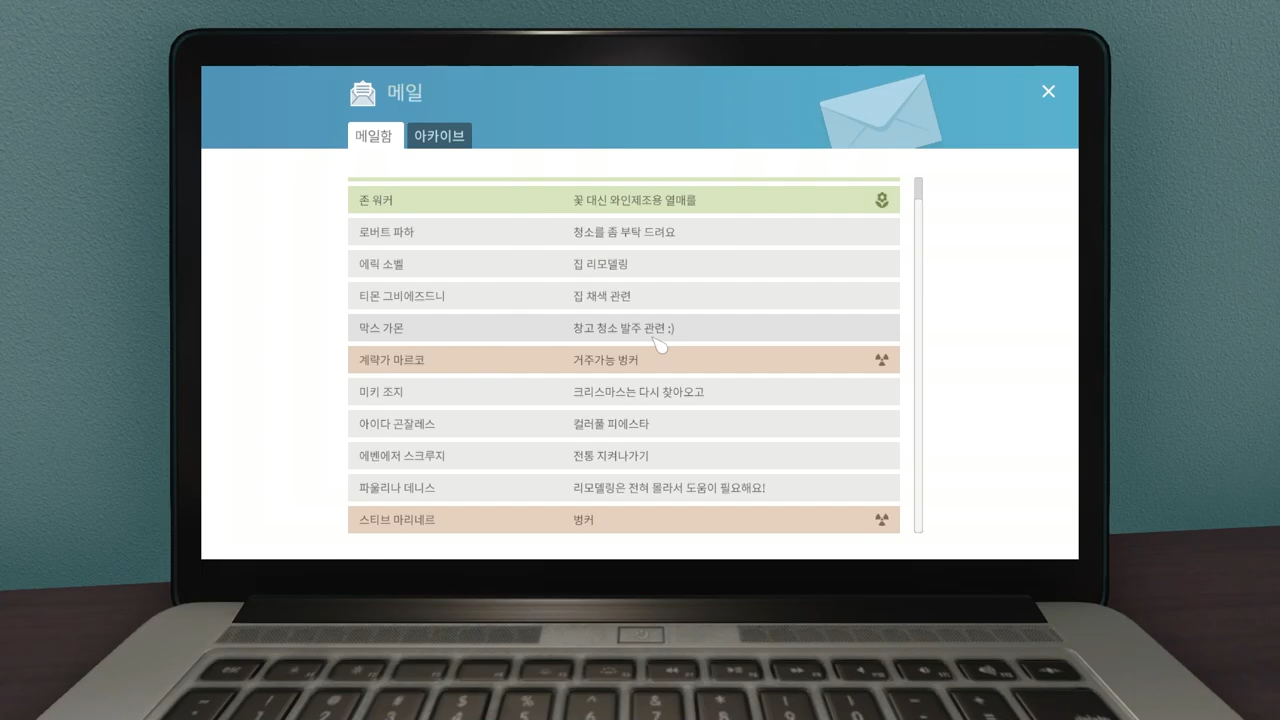 메일
메일함
아카이브
존 워커 꽃 대신 와인제조용 열매를
로버트 파하 청소를 좀 부탁 드려요
에릭 소벨 집 리모델링
티몬 그비에즈드니 집 채색 관련
막스 가몬 창고 청소 발주 관련 :)
계략가 마르코 거주가능 벙커
미키 조지 크리스마스는 다시 찾아오고
아이다 곤잘레스 컬러풀 피에스타
에벤에저 스크루지 전통 지켜나가기
파울리나 데니스 리모델링은 전혀 몰라서 도움이 필요해요!
스티브 마리네르 벙커